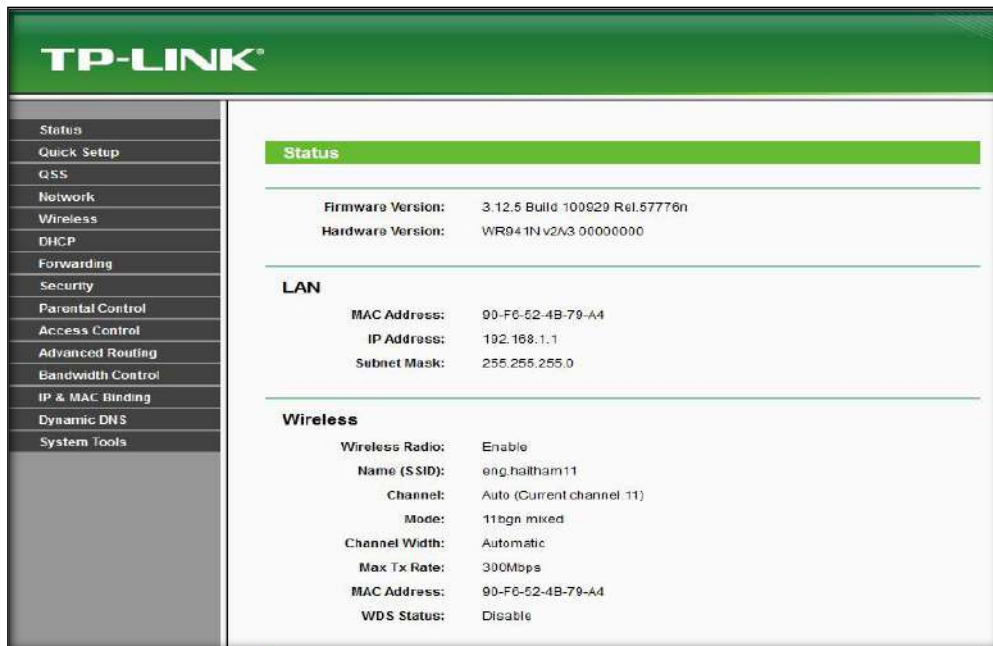 TP-LINK®
Status
Quick Setup
QSS
Network
Wireless
DHCP
Forwarding
Security
Parental Control
Access Control
Advanced Routing
Bandwidth Control
IP & MAC Binding
Dynamic DNS
System Tools
Status
Firmware Version: 3.12.5 Build 100929 Rel.57776n
Hardware Version: WR941N v2/v3 00000000
LAN
MAC Address: 90-F6-52-4B-79-A4
IP Address: 192.168.1.1
Subnet Mask: 255.255.255.0
Wireless
Wireless Radio: Enable
Name (SSID): eng.haitham11
Channel: Auto (Current channel 11)
Mode: 11bgn mixed
Channel Width: Automatic
Max Tx Rate: 300Mbps
MAC Address: 90-F6-52-4B-79-A4
WDS Status: Disable